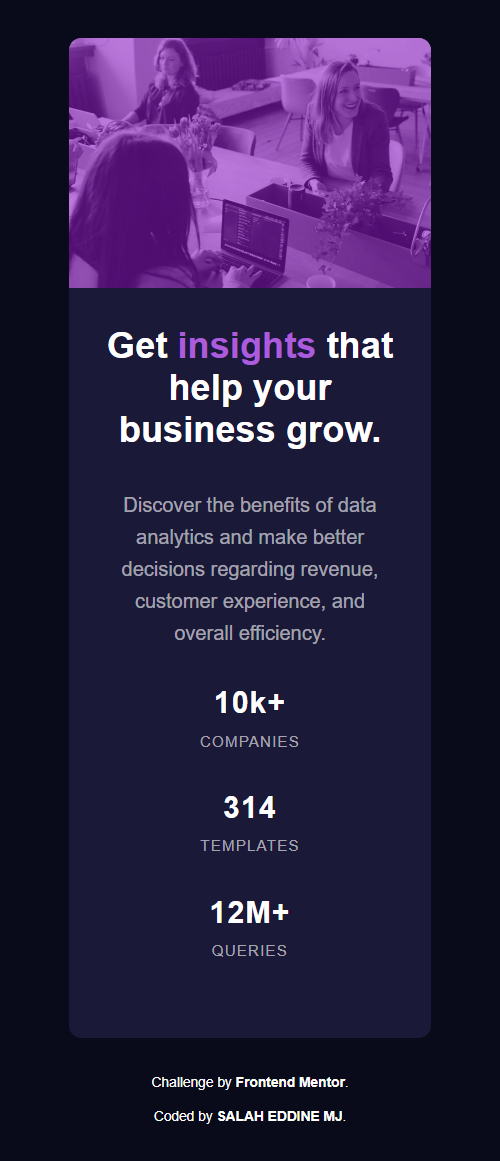 Get insights that
help your
business grow.
Discover the benefits of data
analytics and make better
decisions regarding revenue,
customer experience, and
overall efficiency.
10k+
COMPANIES
314
TEMPLATES
12M+
QUERIES
Challenge by Frontend Mentor.
Coded by SALAH EDDINE MJ.